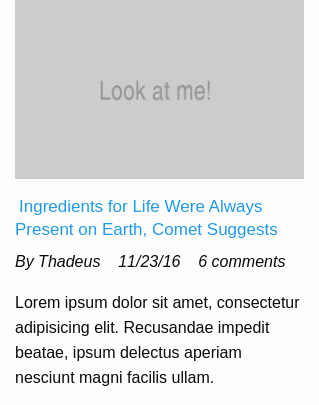 Look at me!
Ingredients for Life Were Always
Present on Earth, Comet Suggests
By Thadeus 11/23/16 6 comments
Lorem ipsum dolor sit amet, consectetur
adipisicing elit. Recusandae impedit
beatae, ipsum delectus aperiam
nesciunt magni facilis ullam.